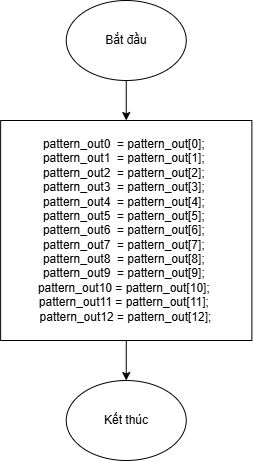 Bắt đầu
pattern_out0 = pattern_out[0];
pattern_out1 = pattern_out[1];
pattern_out2 = pattern_out[2];
pattern_out3 = pattern_out[3];
pattern_out4 = pattern_out[4];
pattern_out5 = pattern_out[5];
pattern_out6 = pattern_out[6];
pattern_out7 = pattern_out[7];
pattern_out8 = pattern_out[8];
pattern_out9 = pattern_out[9];
pattern_out10 = pattern_out[10];
pattern_out11 = pattern_out[11];
pattern_out12 = pattern_out[12];
Kết thúc